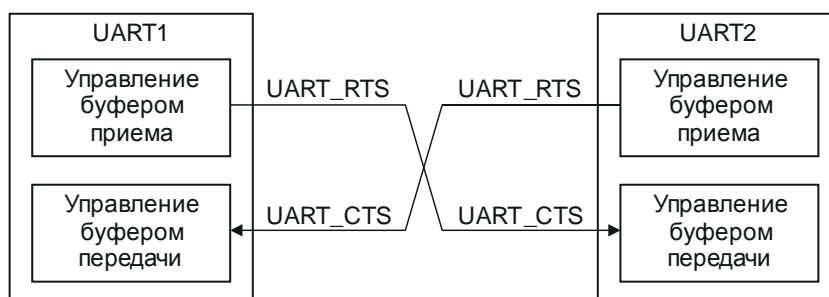 UART1
UART2
Управление
буфером
приема
UART_RTS
UART_RTS
Управление
буфером
приема
Управление
буфером
передачи
UART_CTS
UART_CTS
Управление
буфером
передачи